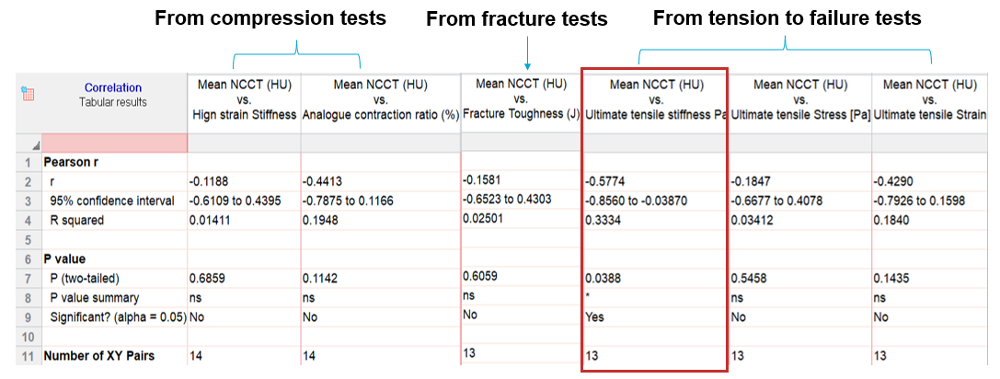 From compression tests From fracture tests From tension to failure tests
Correlation
Tabular results
Mean NCCT (HU)
vs.
Hign strain Stiffness
Mean NCCT (HU)
vs.
Analogue contraction ratio (%)
Mean NCCT (HU)
vs.
Fracture Toughness (J)
Mean NCCT (HU)
vs.
Ultimate tensile stiffness Pa
Mean NCCT (HU)
vs.
Ultimate tensile Stress [Pa]
Mean NCCT (HU)
vs.
Ultimate tensile Strain
1 Pearson r
2 r -0.1188 -0.4413 -0.1581 -0.5774 -0.1847 -0.4290
3 95% confidence interval -0.6109 to 0.4395 -0.7875 to 0.1166 -0.6523 to 0.4303 -0.8560 to -0.03870 -0.6677 to 0.4078 -0.7926 to 0.1598
4 R squared 0.01411 0.1948 0.02501 0.3334 0.03412 0.1840
5
6 P value
7 P (two-tailed) 0.6859 0.1142 0.6059 0.0388 0.5458 0.1435
8 P value summary ns ns ns * ns ns
9 Significant? (alpha = 0.05) No No No Yes No No
10
11 Number of XY Pairs 14 14 13 13 13 13